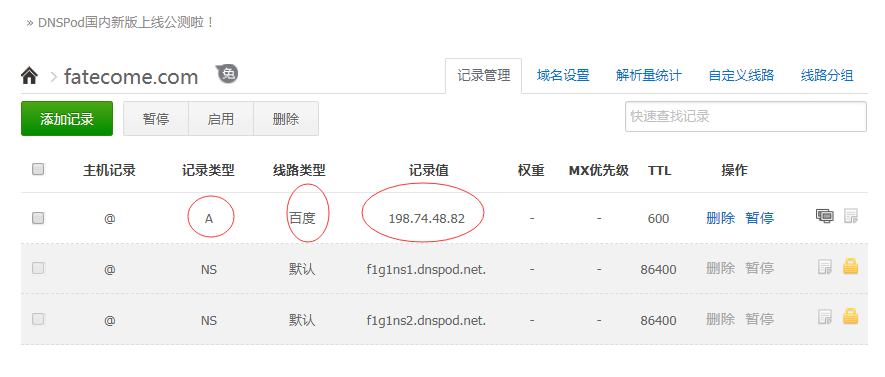 » DNSPod国内新版上线公测啦！
fatecome.com 免 记录管理 域名设置 解析量统计 自定义线路 线路分组
添加记录 暂停 启用 删除 快速查找记录
主机记录 记录类型 线路类型 记录值 权重 MX优先级 TTL 操作
@ A 百度 198.74.48.82 - - 600 删除 暂停
@ NS 默认 f1g1ns1.dnspod.net. - - 86400 删除 暂停
@ NS 默认 f1g1ns2.dnspod.net. - - 86400 删除 暂停